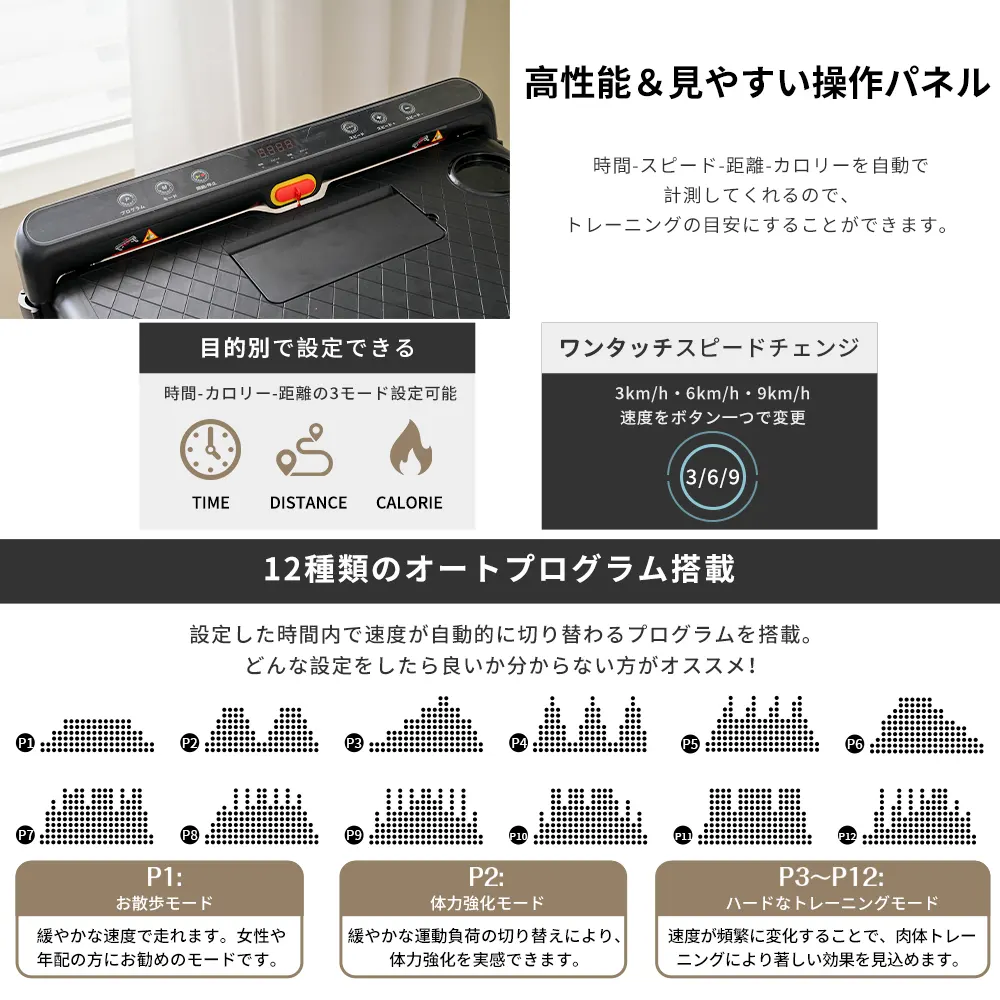 高性能＆見やすい操作パネル
時間-スピード-距離-カロリーを自動で
計測してくれるので、
トレーニングの目安にすることができます。
プログラム
モード
スピード
P
M
目的別で設定できる
時間-カロリー-距離の3モード設定可能
TIME
DISTANCE
CALORIE
ワンタッチスピードチェンジ
3km/h・6km/h・9km/h
速度をボタン一つで変更
3/6/9
12種類のオートプログラム搭載
設定した時間内で速度が自動的に切り替わるプログラムを搭載。
どんな設定をしたら良いか分からない方がオススメ!
P1
P2
P3
P4
P5
P6
P7
P8
P9
P10
P11
P12
P1:
お散歩モード
緩やかな速度で走れます。女性や
年配の方にお勧めのモードです。
P2:
体力強化モード
緩やかな運動負荷の切り替えにより、
体力強化を実感できます。
P3～P12:
ハードなトレーニングモード
速度が頻繁に変化することで、肉体トレー
ニングにより著しい効果を見込めます。